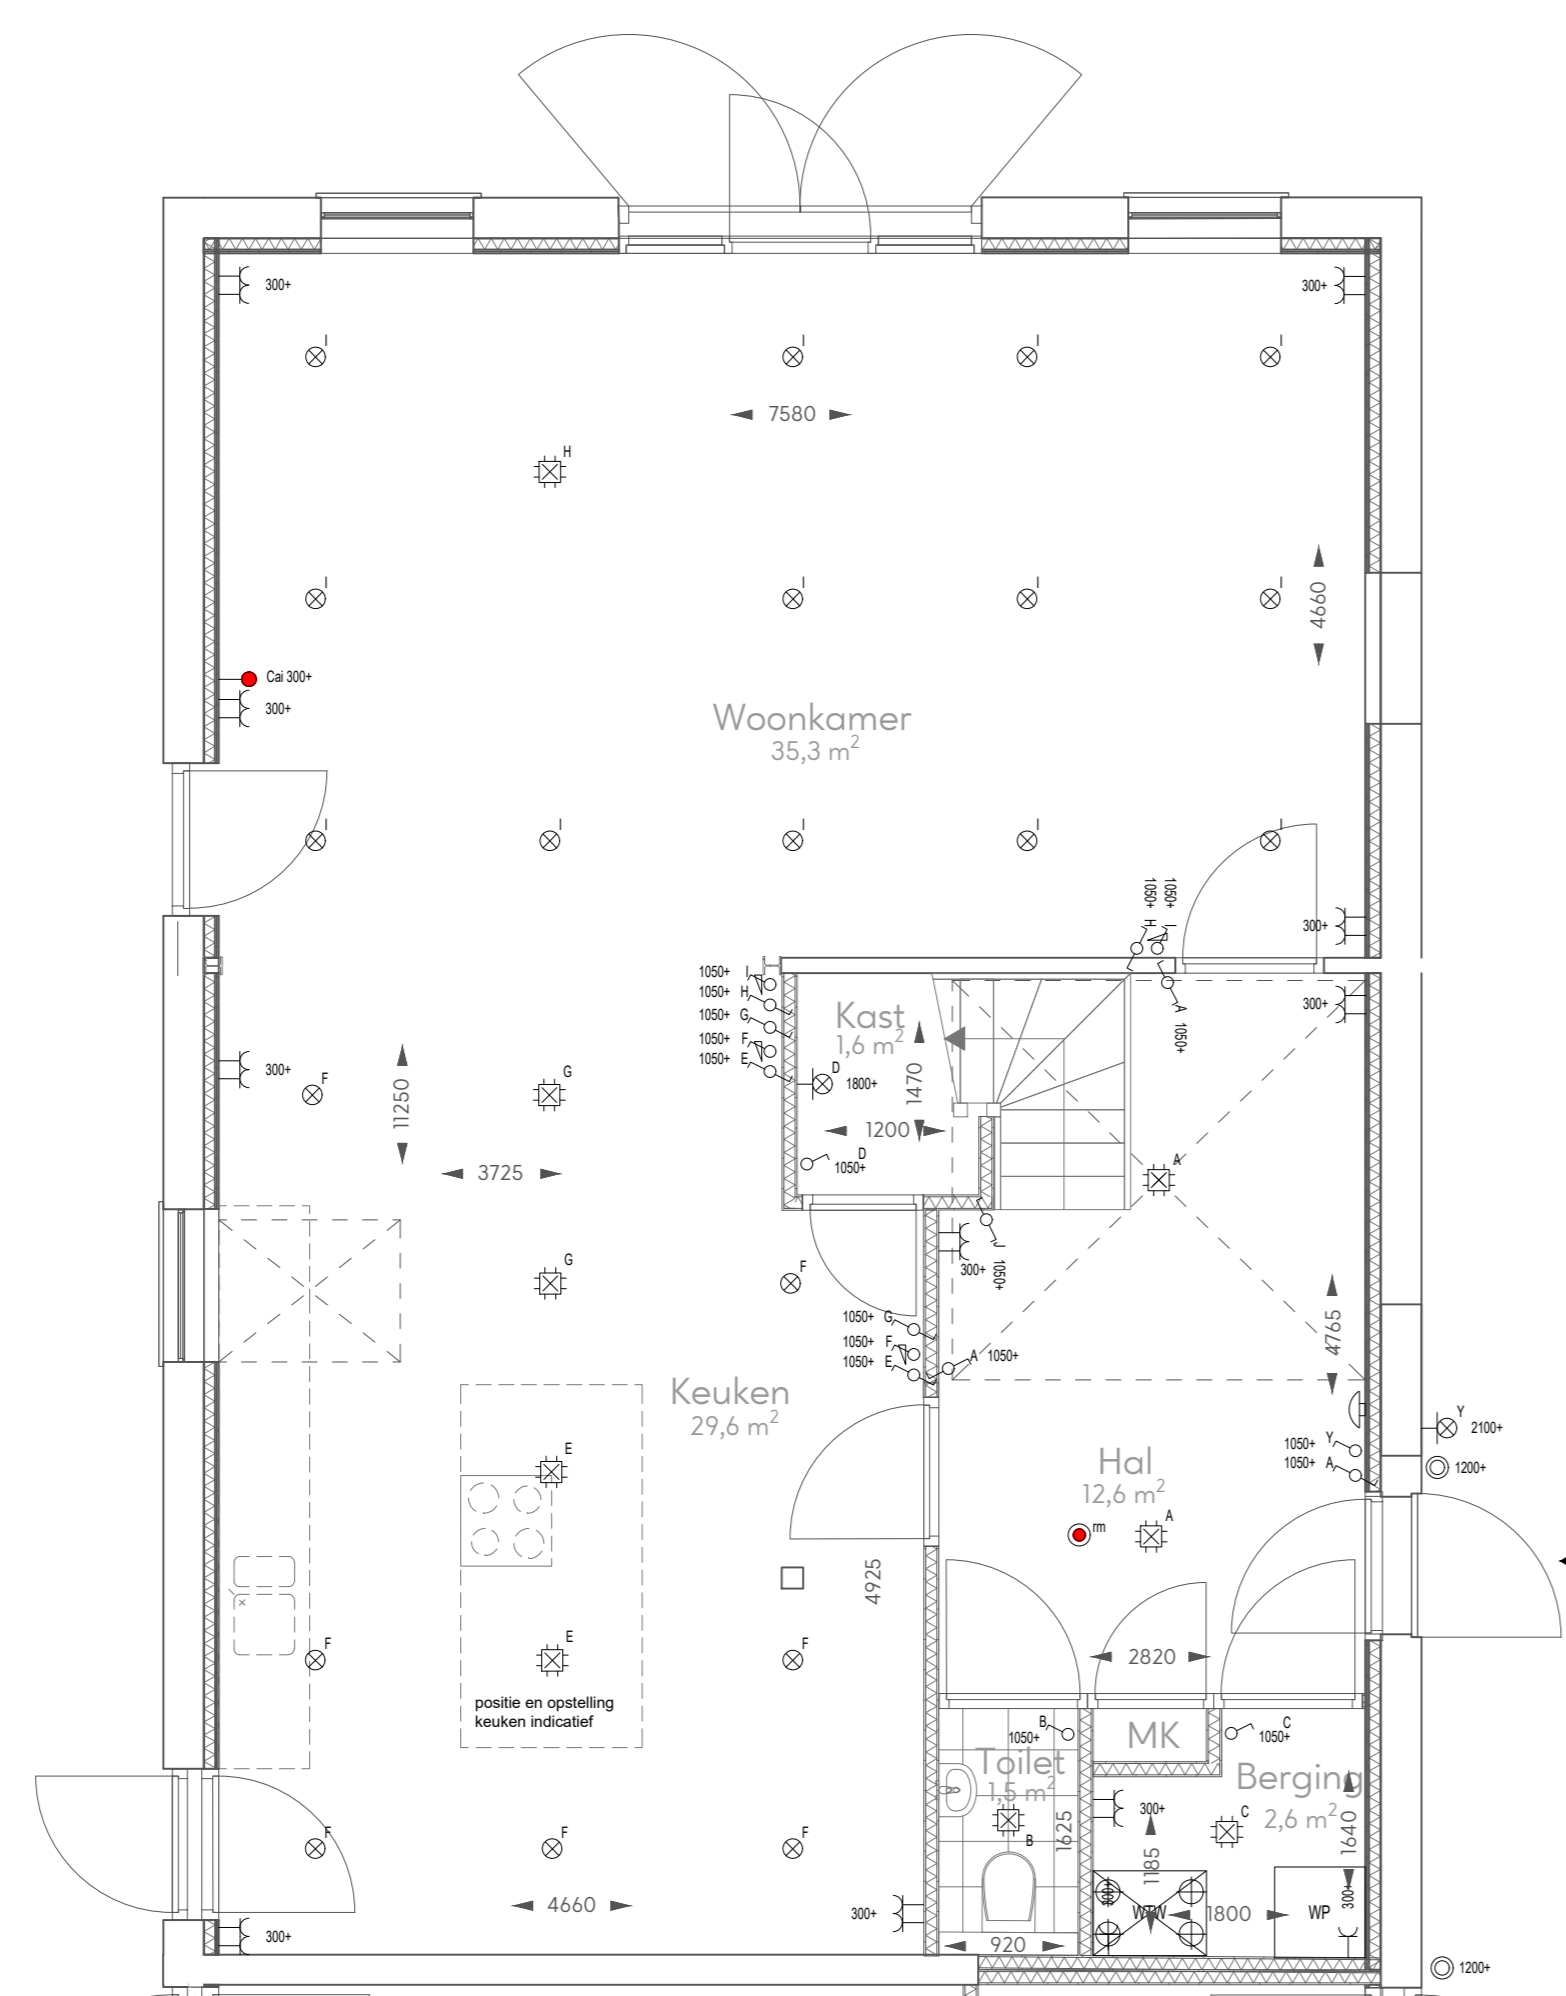 300+
300+
I
I
I
I
7580
H
I
I
I
I
4660
Cai 300+
300+
Woonkamer
35,3 m²
I
I
I
I
I
1050+ H
1050+ I
300+
1050+ I
1050+ H
1050+ G
1050+ F
1050+ E
Kast
1,6 m²
300+
A 1050+
300+
F
G
11250
D
1800+
1470
1200
3725
D
1050+
A
G
F
300+
J 1050+
1050+ G
1050+ F
1050+ E
A 1050+
4765
Keuken
29,6 m²
E
Hal
12,6 m²
1050+ Y
1050+ A
Y
2100+
1200+
rm
A
4925
F
E
F
2820
positie en opstelling
keuken indicatief
B
1050+
MK
C
1050+
Toilet
1,5 m²
Berging
2,6 m²
300+
C
B
1625
1185
1640
F
F
F
4660
300+
300+
300+
WTW
1800
WP
300+
920
1200+